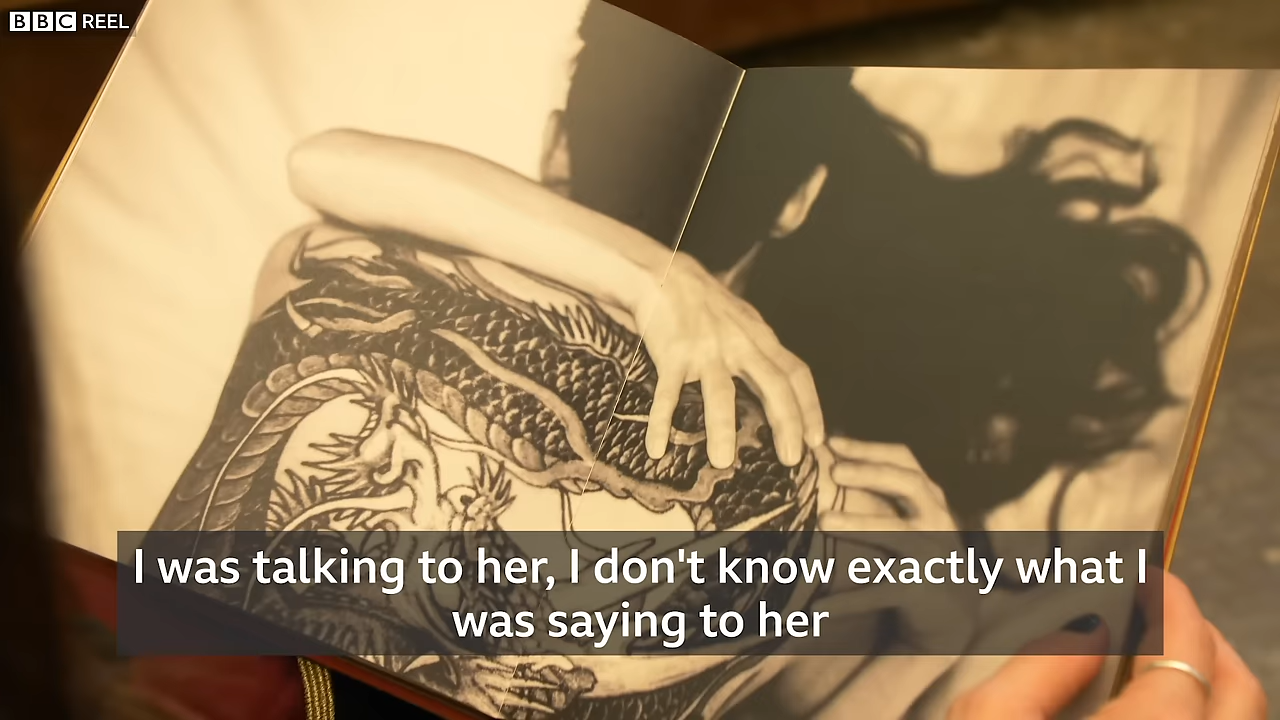 BBC REEL
I was talking to her, I don't know exactly what I
was saying to her